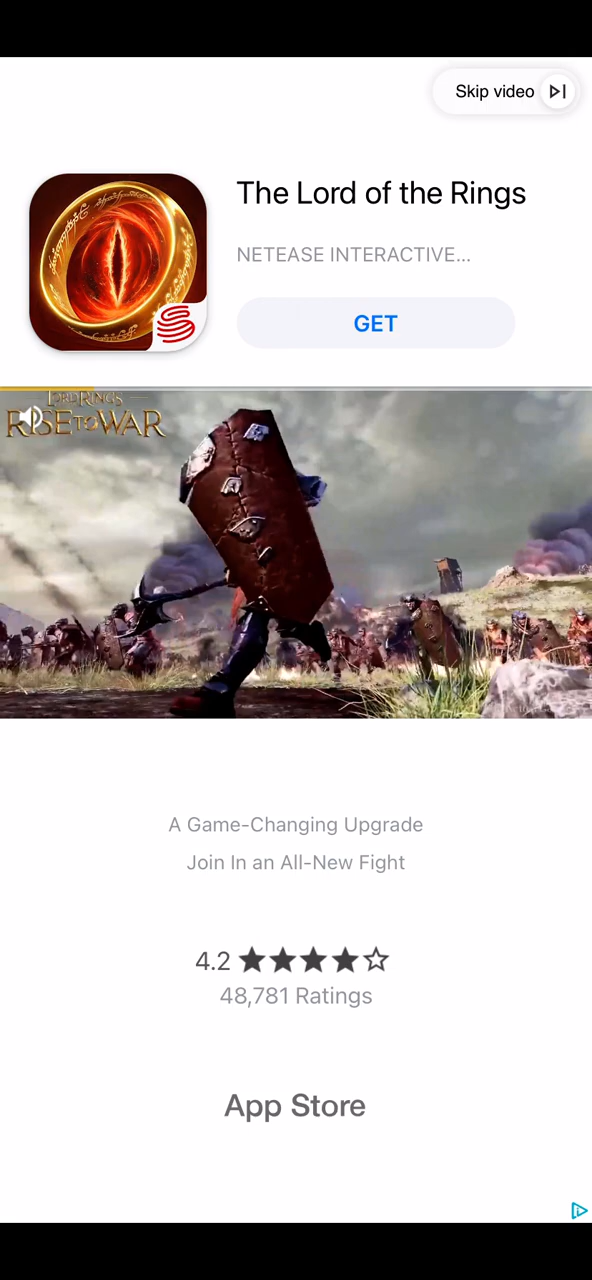 Skip video
The Lord of the Rings
NETEASE INTERACTIVE...
GET
LORD RINGS
RISE TO WAR
A Game-Changing Upgrade
Join In an All-New Fight
4.2
48,781 Ratings
App Store